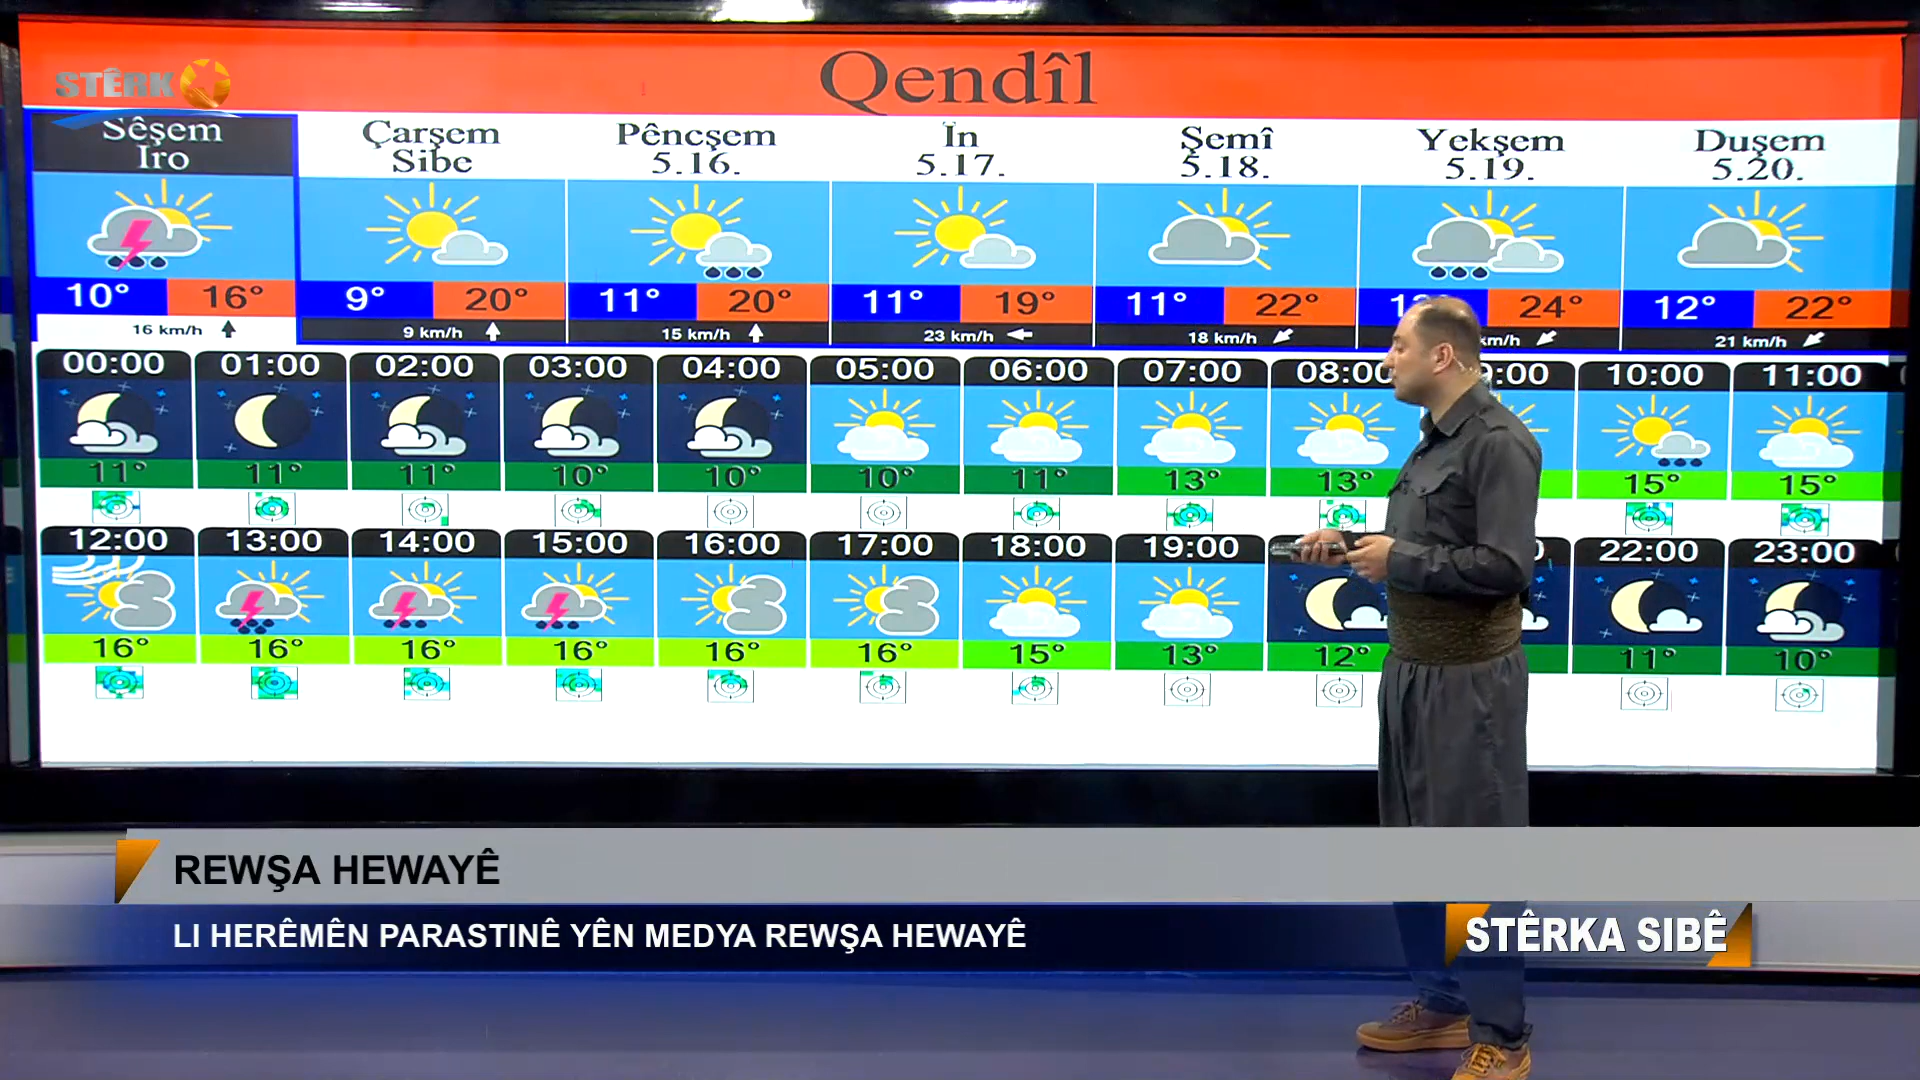 Qendîl
STÊRK
Sêşem Çarşem Pêncşem În Şemî Yekşem Duşem
Iro Sibe 5.16. 5.17. 5.18. 5.19. 5.20.
10° 16° 9° 20° 11° 20° 11° 19° 11° 22° 24° 12° 22°
16 km/h 9 km/h 15 km/h 23 km/h 18 km/h km/h 21 km/h
00:00 01:00 02:00 03:00 04:00 05:00 06:00 07:00 08:00 :00 10:00 11:00
11° 11° 11° 10° 10° 10° 11° 13° 13° 15° 15°
12:00 13:00 14:00 15:00 16:00 17:00 18:00 19:00 22:00 23:00
16° 16° 16° 16° 16° 16° 15° 13° 12° 11° 10°
REWŞA HEWAYÊ
LI HERÊMÊN PARASTINÊ YÊN MEDYA REWŞA HEWAYÊ
STÊRKA SIBÊ